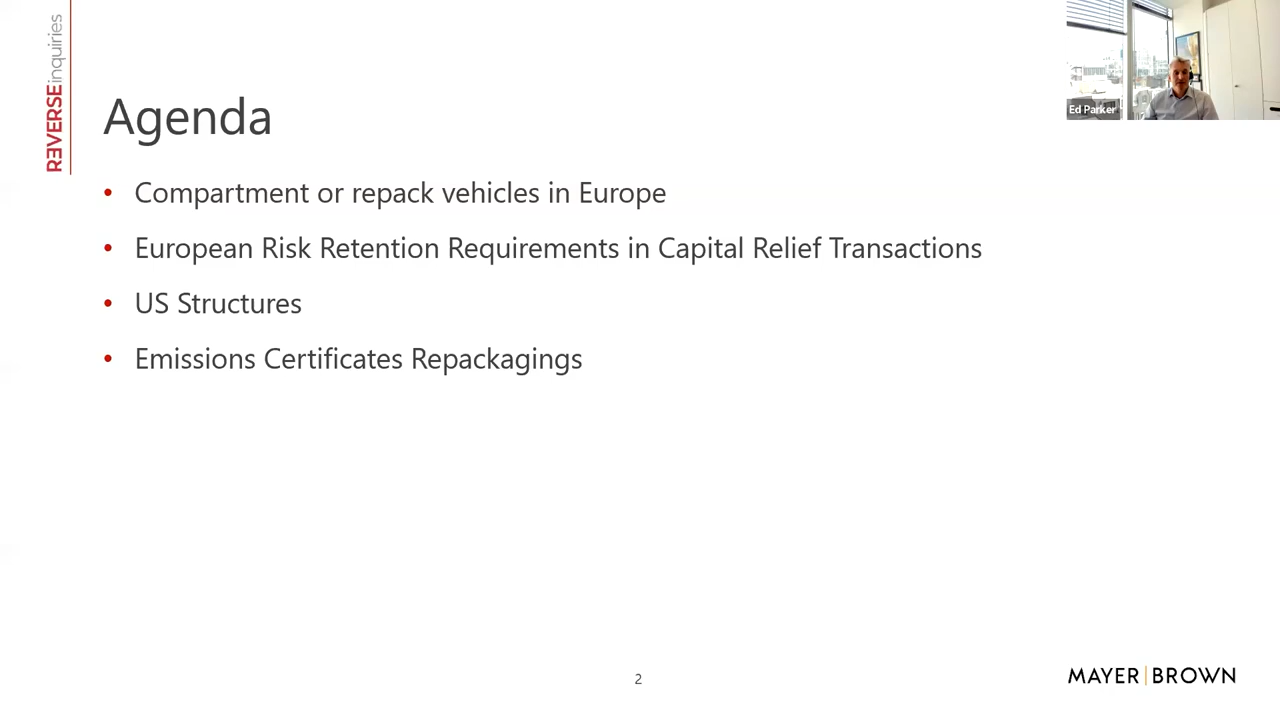 REVERSEinquiries
Ed Parker
Agenda
• Compartment or repack vehicles in Europe
• European Risk Retention Requirements in Capital Relief Transactions
• US Structures
• Emissions Certificates Repackagings
2
MAYER|BROWN